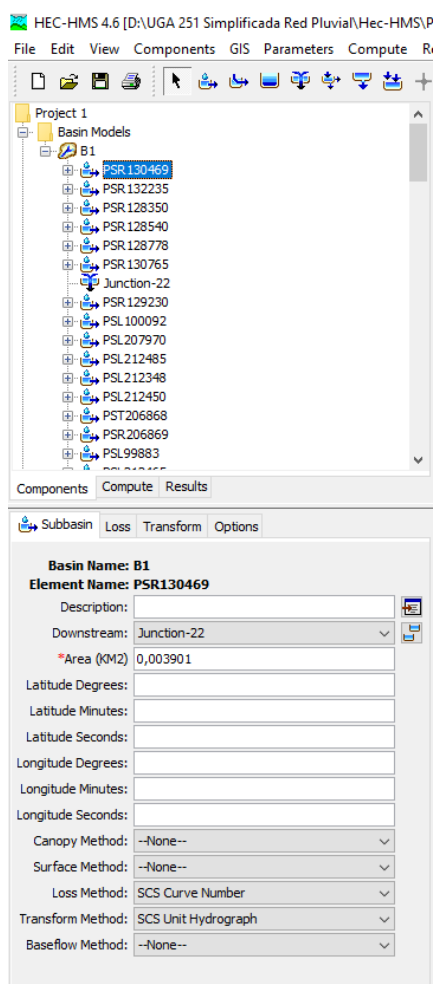 HEC-HMS 4.6 [D:\UGA 251 Simplificada Red Pluvial\Hec-HMS\P
File Edit View Components GIS Parameters Compute Re
Project 1
Basin Models
B1
PSR130469
PSR132235
PSR128350
PSR128540
PSR128778
PSR130765
Junction-22
PSR129230
PSL100092
PSL207970
PSL212485
PSL212348
PSL212450
PST206868
PSR206869
PSL99883
Components Compute Results
Subbasin Loss Transform Options
Basin Name: B1
Element Name: PSR130469
Description:
Downstream: Junction-22
*Area (KM2) 0,003901
Latitude Degrees:
Latitude Minutes:
Latitude Seconds:
Longitude Degrees:
Longitude Minutes:
Longitude Seconds:
Canopy Method: --None--
Surface Method: --None--
Loss Method: SCS Curve Number
Transform Method: SCS Unit Hydrograph
Baseflow Method: --None--